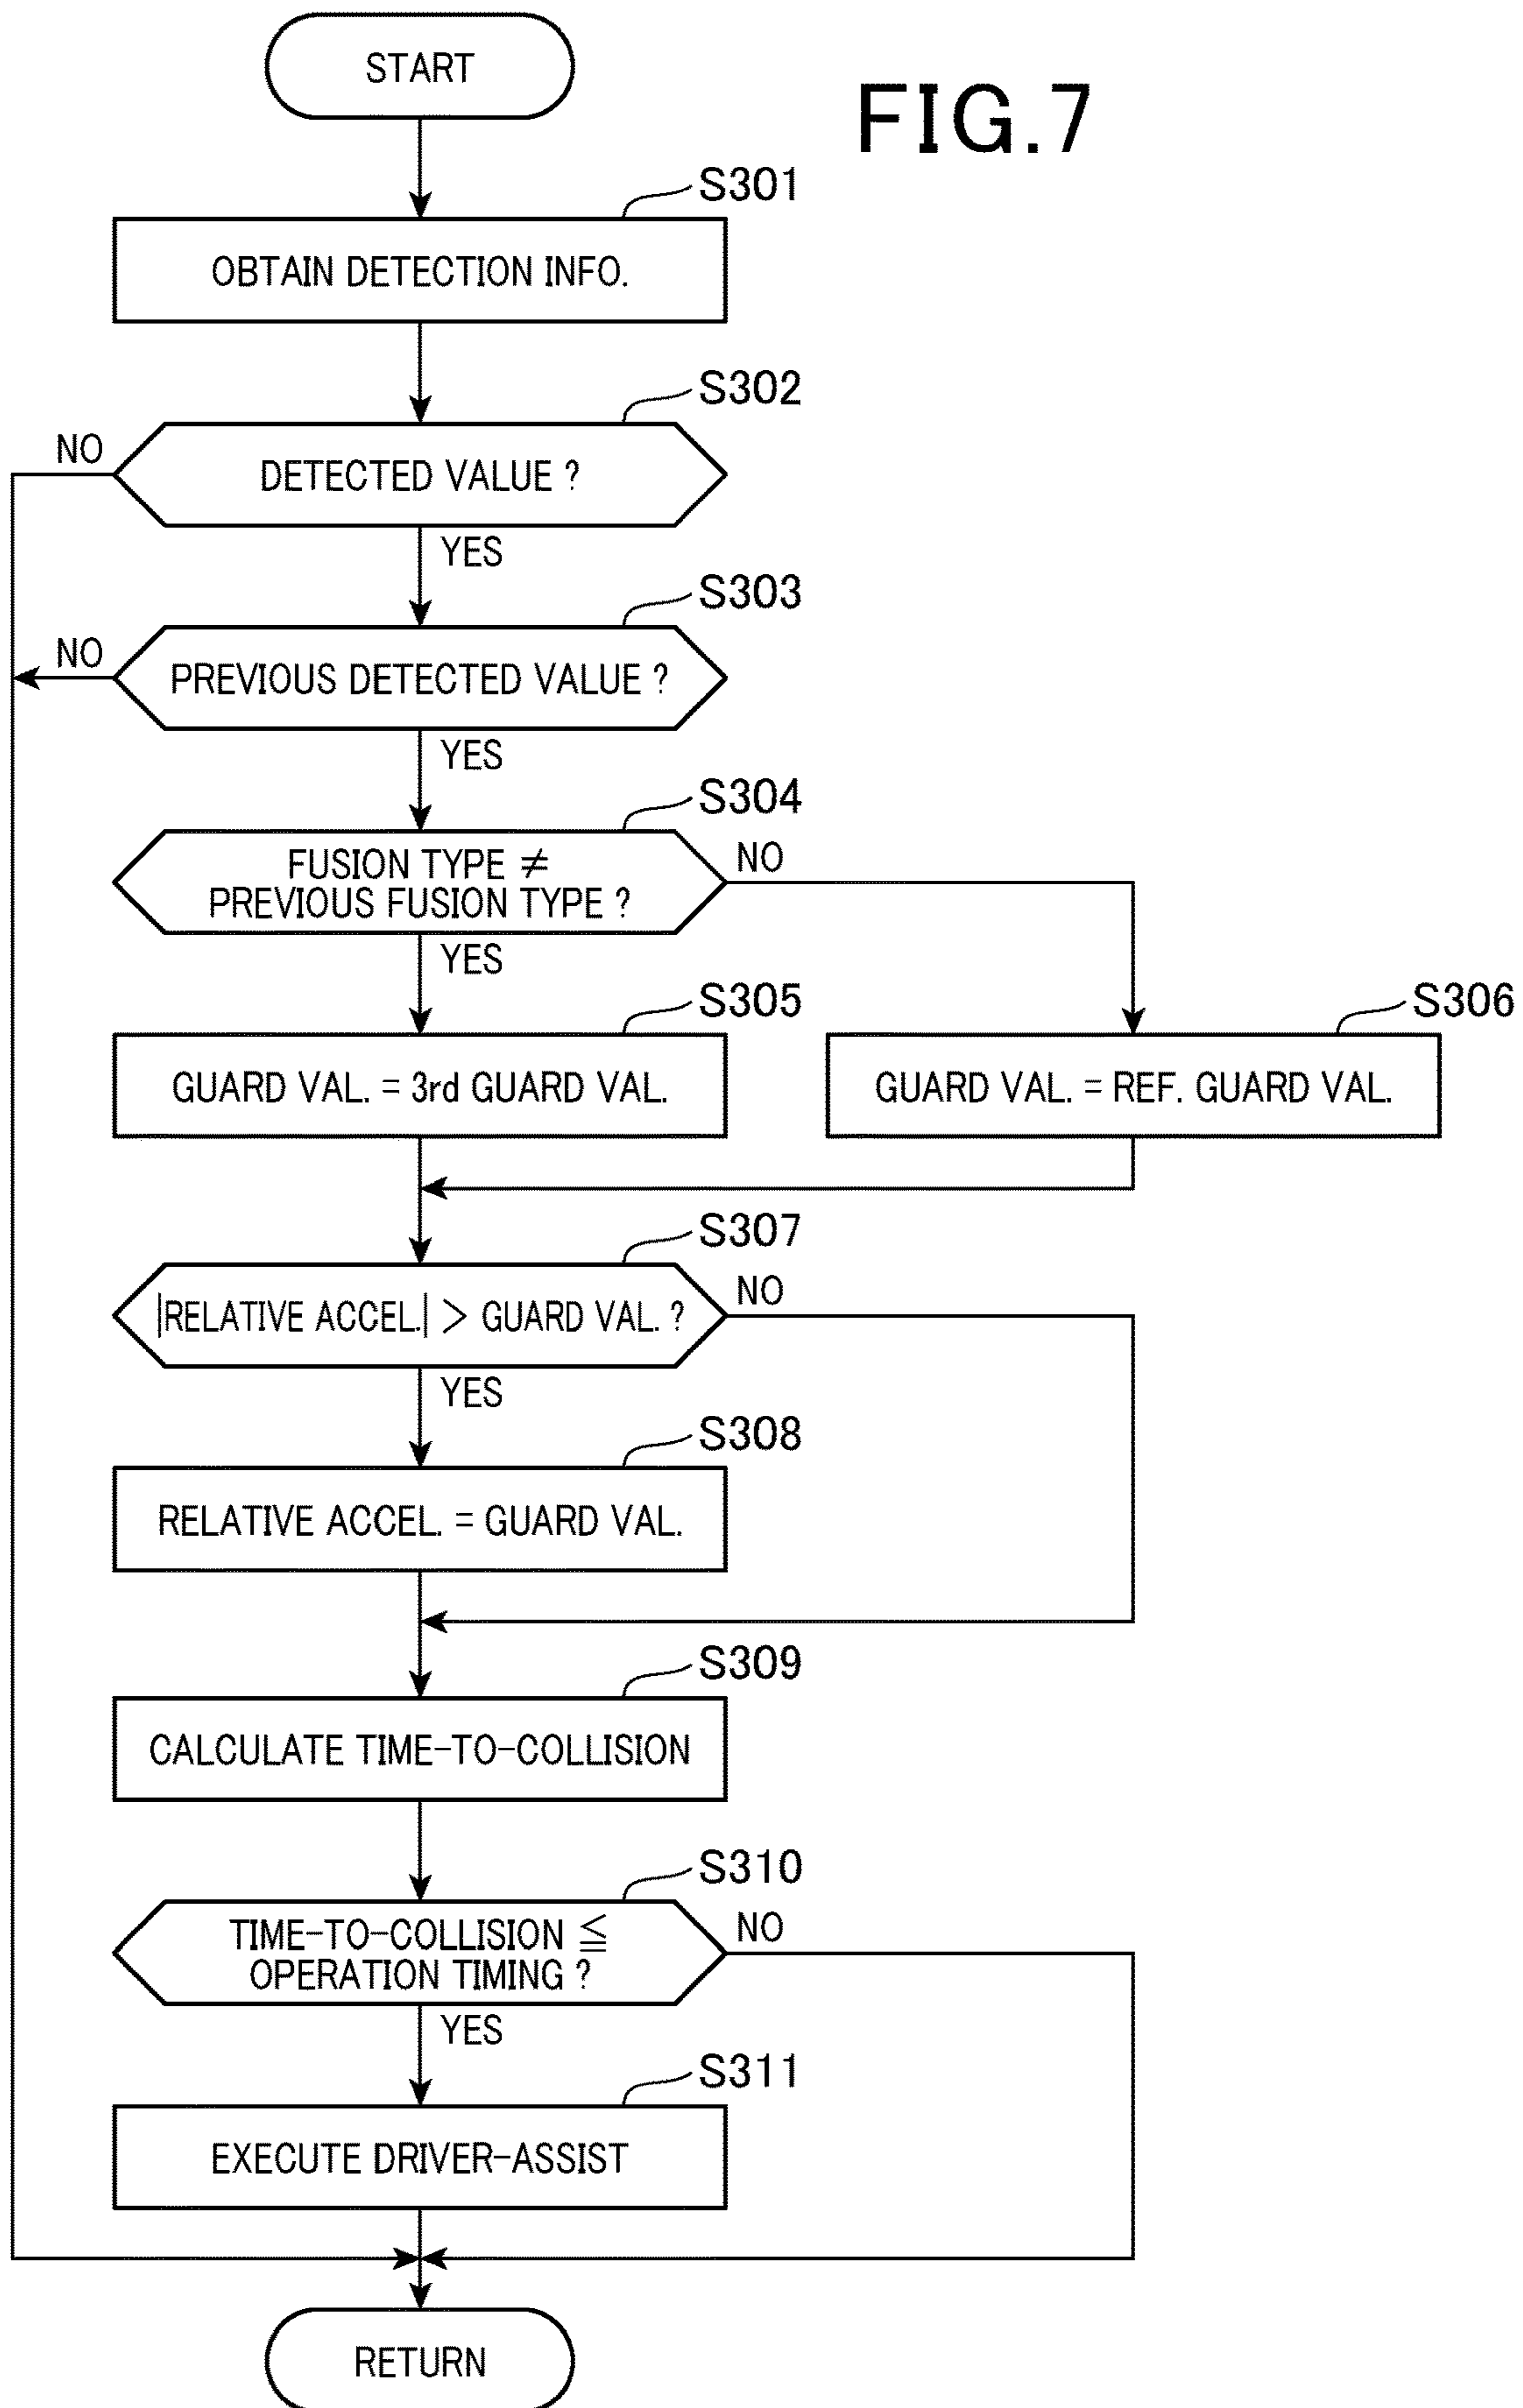 START
FIG.7
S301
OBTAIN DETECTION INFO.
S302
NO
DETECTED VALUE ?
YES
S303
NO
PREVIOUS DETECTED VALUE ?
YES
S304
FUSION TYPE ≠
PREVIOUS FUSION TYPE ?
NO
YES
S305
GUARD VAL. = 3rd GUARD VAL.
S306
GUARD VAL. = REF. GUARD VAL.
S307
|RELATIVE ACCEL.| > GUARD VAL. ?
NO
YES
S308
RELATIVE ACCEL. = GUARD VAL.
S309
CALCULATE TIME-TO-COLLISION
S310
TIME-TO-COLLISION ≦
OPERATION TIMING ?
NO
YES
S311
EXECUTE DRIVER-ASSIST
RETURN